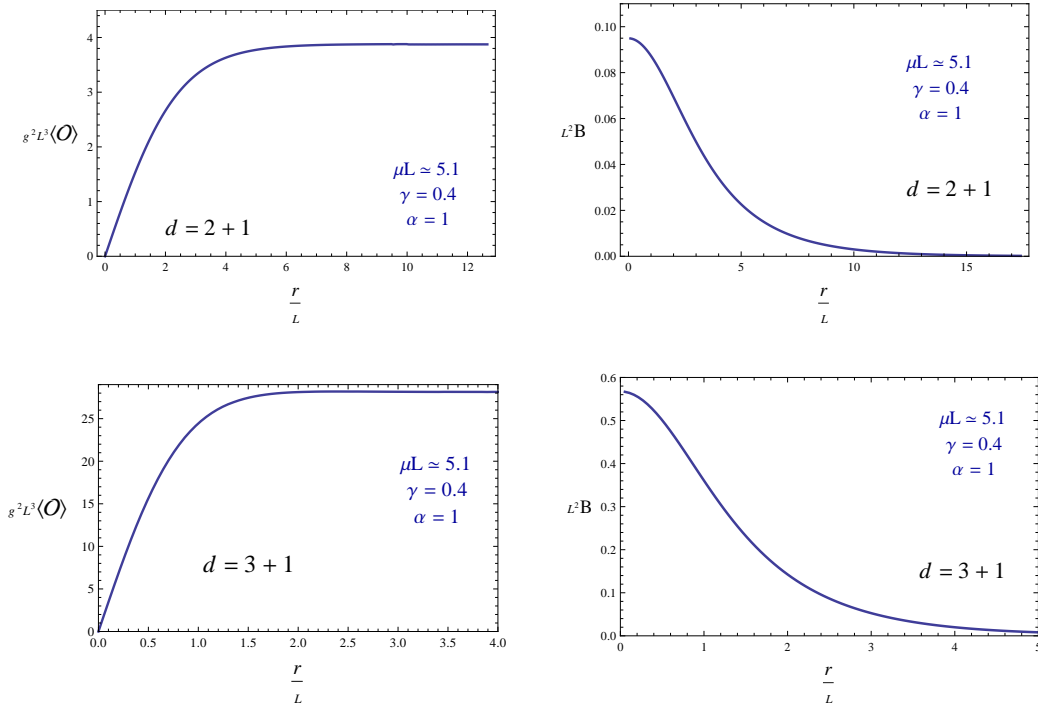 g²L³⟨O⟩
4
3
2
1
0
0 2 4 6 8 10 12
r
L
μL ≃ 5.1
γ = 0.4
α = 1
d = 2 + 1
L²B
0.10
0.08
0.06
0.04
0.02
0.00
0 5 10 15
r
L
μL ≃ 5.1
γ = 0.4
α = 1
d = 2 + 1
g²L³⟨O⟩
25
20
15
10
5
0
0.0 0.5 1.0 1.5 2.0 2.5 3.0 3.5 4.0
r
L
μL ≃ 5.1
γ = 0.4
α = 1
d = 3 + 1
L²B
0.6
0.5
0.4
0.3
0.2
0.1
0.0
0 1 2 3 4 5
r
L
μL ≃ 5.1
γ = 0.4
α = 1
d = 3 + 1